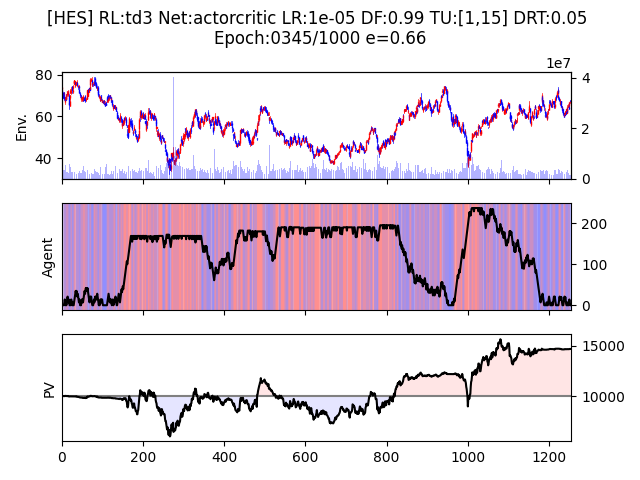 [HES] RL:td3 Net:actorcritic LR:1e-05 DF:0.99 TU:[1,15] DRT:0.05
Epoch:0345/1000 e=0.66
1e7
80
60
40
Env.
4
2
0
Agent
200
100
0
PV
15000
10000
0 200 400 600 800 1000 1200